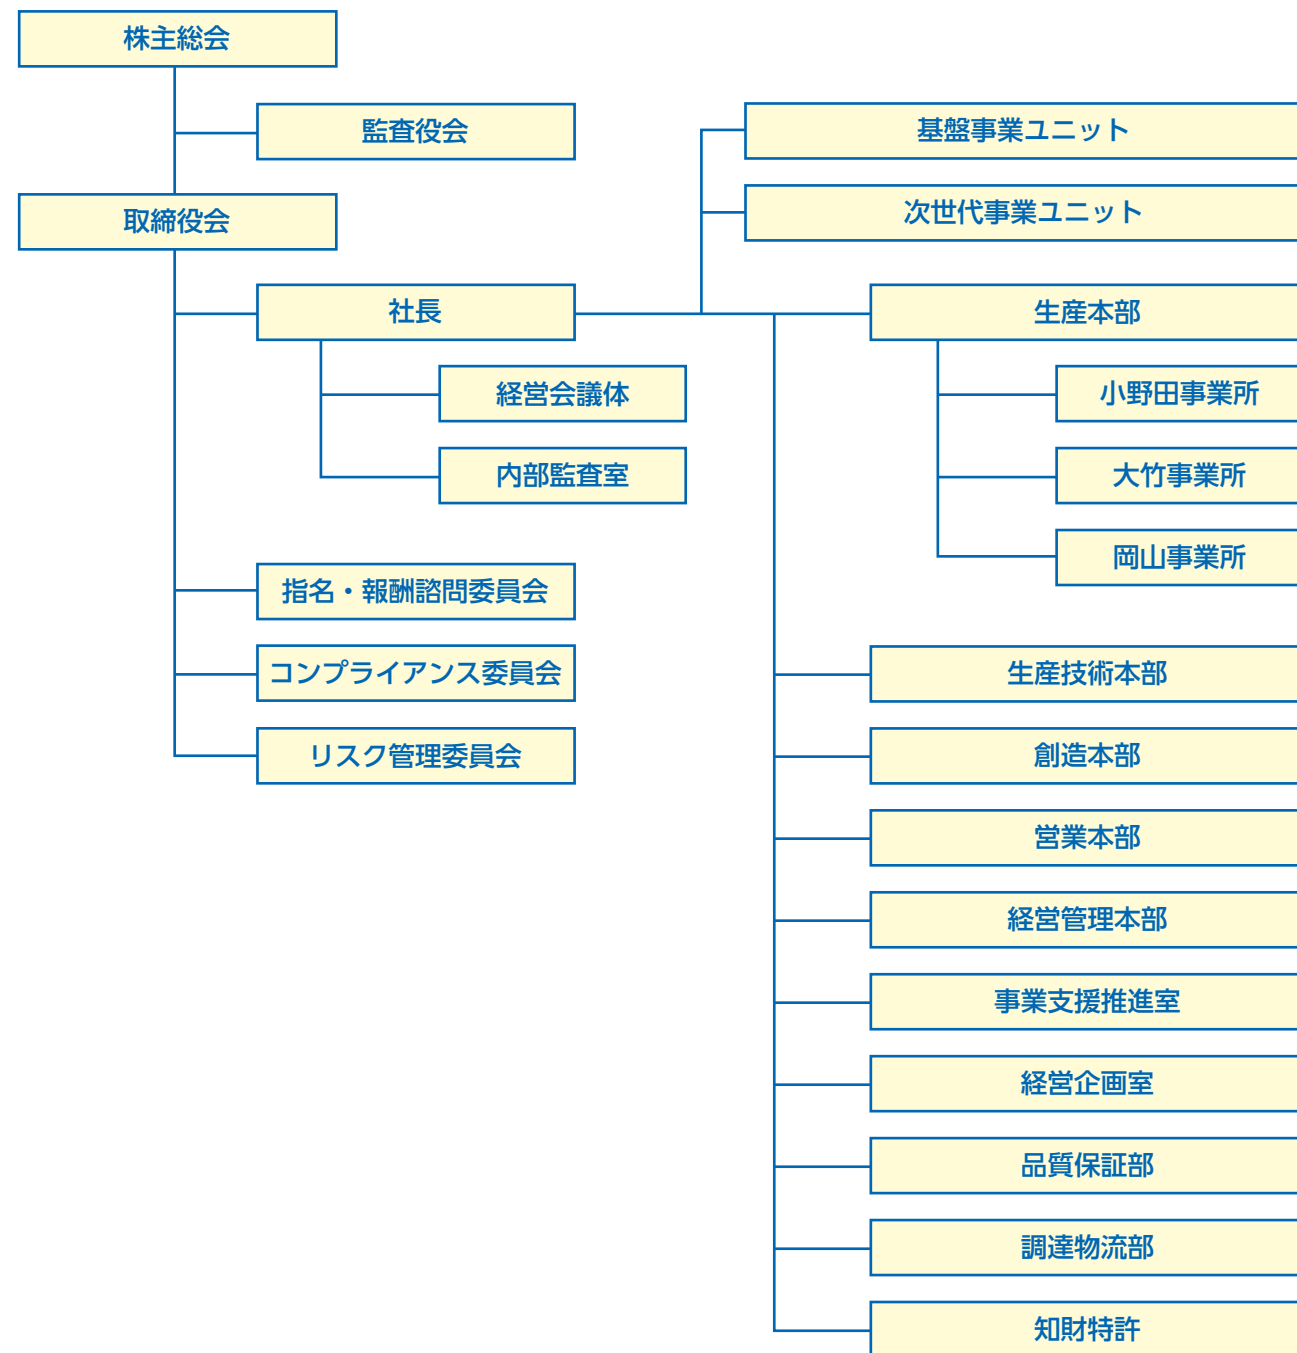 株主総会
監査役会
取締役会
社長
経営会議体
内部監査室
指名・報酬諮問委員会
コンプライアンス委員会
リスク管理委員会
基盤事業ユニット
次世代事業ユニット
生産本部
小野田事業所
大竹事業所
岡山事業所
生産技術本部
創造本部
営業本部
経営管理本部
事業支援推進室
経営企画室
品質保証部
調達物流部
知財特許